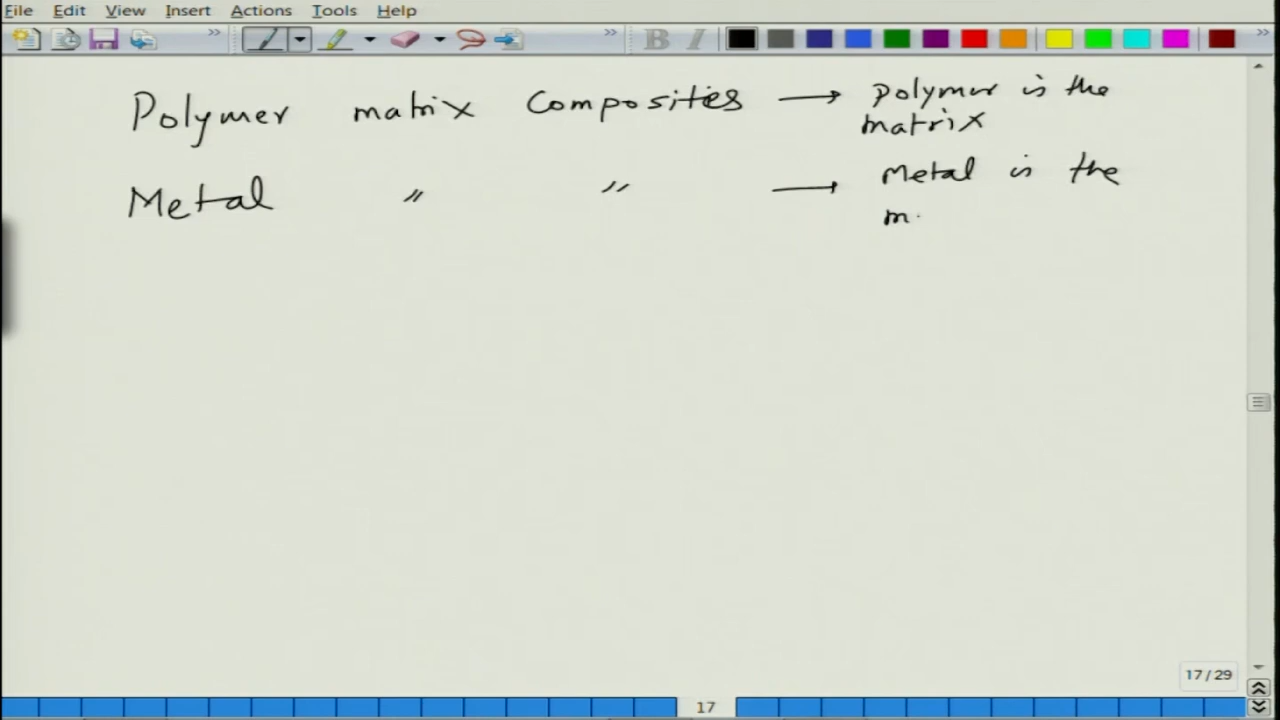 File Edit View Insert Actions Tools Help
B I
Polymer matrix Composites → polymer is the
matrix
Metal " " → Metal is the
m
17 / 29
17